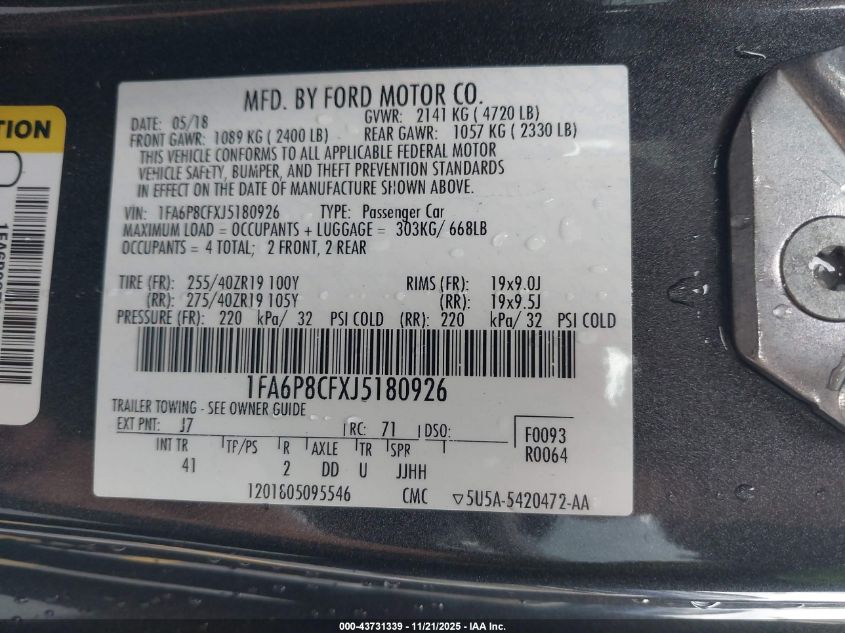 TION
MFD. BY FORD MOTOR CO.
DATE: 05/18 GVWR: 2141 KG ( 4720 LB)
FRONT GAWR: 1089 KG ( 2400 LB) REAR GAWR: 1057 KG ( 2330 LB)
THIS VEHICLE CONFORMS TO ALL APPLICABLE FEDERAL MOTOR
VEHICLE SAFETY, BUMPER, AND THEFT PREVENTION STANDARDS
IN EFFECT ON THE DATE OF MANUFACTURE SHOWN ABOVE.
VIN: 1FA6P8CFXJ5180926 TYPE: Passenger Car
MAXIMUM LOAD = OCCUPANTS + LUGGAGE = 303KG/ 668LB
OCCUPANTS = 4 TOTAL; 2 FRONT, 2 REAR
TIRE (FR): 255/40ZR19 100Y RIMS (FR): 19x9.0J
(RR): 275/40ZR19 105Y (RR): 19x9.5J
PRESSURE (FR): 220 kPa/ 32 PSI COLD (RR): 220 kPa/ 32 PSI COLD
1FA6P8CFXJ5180926
TRAILER TOWING - SEE OWNER GUIDE
EXT PNT: J7 RC: 71 DSO: F0093
INT TR TP/PS R AXLE TR SPR R0064
41 2 DD U JJHH
1201805095546 CMC ▽5U5A-5420472-AA
000-43731339 - 11/21/2025 - IAA Inc.